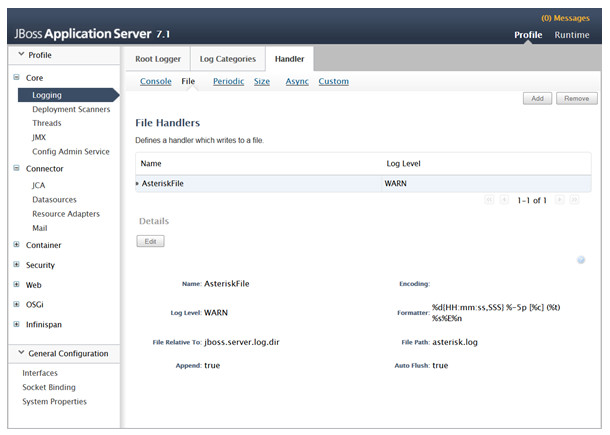 (0) Messages
JBoss Application Server 7.1
Profile Runtime
Profile
Core
Logging
Deployment Scanners
Threads
JMX
Config Admin Service
Connector
JCA
Datasources
Resource Adapters
Mail
Container
Security
Web
OSGi
Infinispan
General Configuration
Interfaces
Socket Binding
System Properties
Root Logger Log Categories Handler
Console File Periodic Size Async Custom
Add Remove
File Handlers
Defines a handler which writes to a file.
Name Log Level
» AsteriskFile WARN
1-1 of 1
Details
Edit
Name: AsteriskFile Encoding:
Log Level: WARN Formatter: %d{HH:mm:ss,SSS} %-5p [%c] (%t)
%s%E%n
File Relative To: jboss.server.log.dir File Path: asterisk.log
Append: true Auto Flush: true